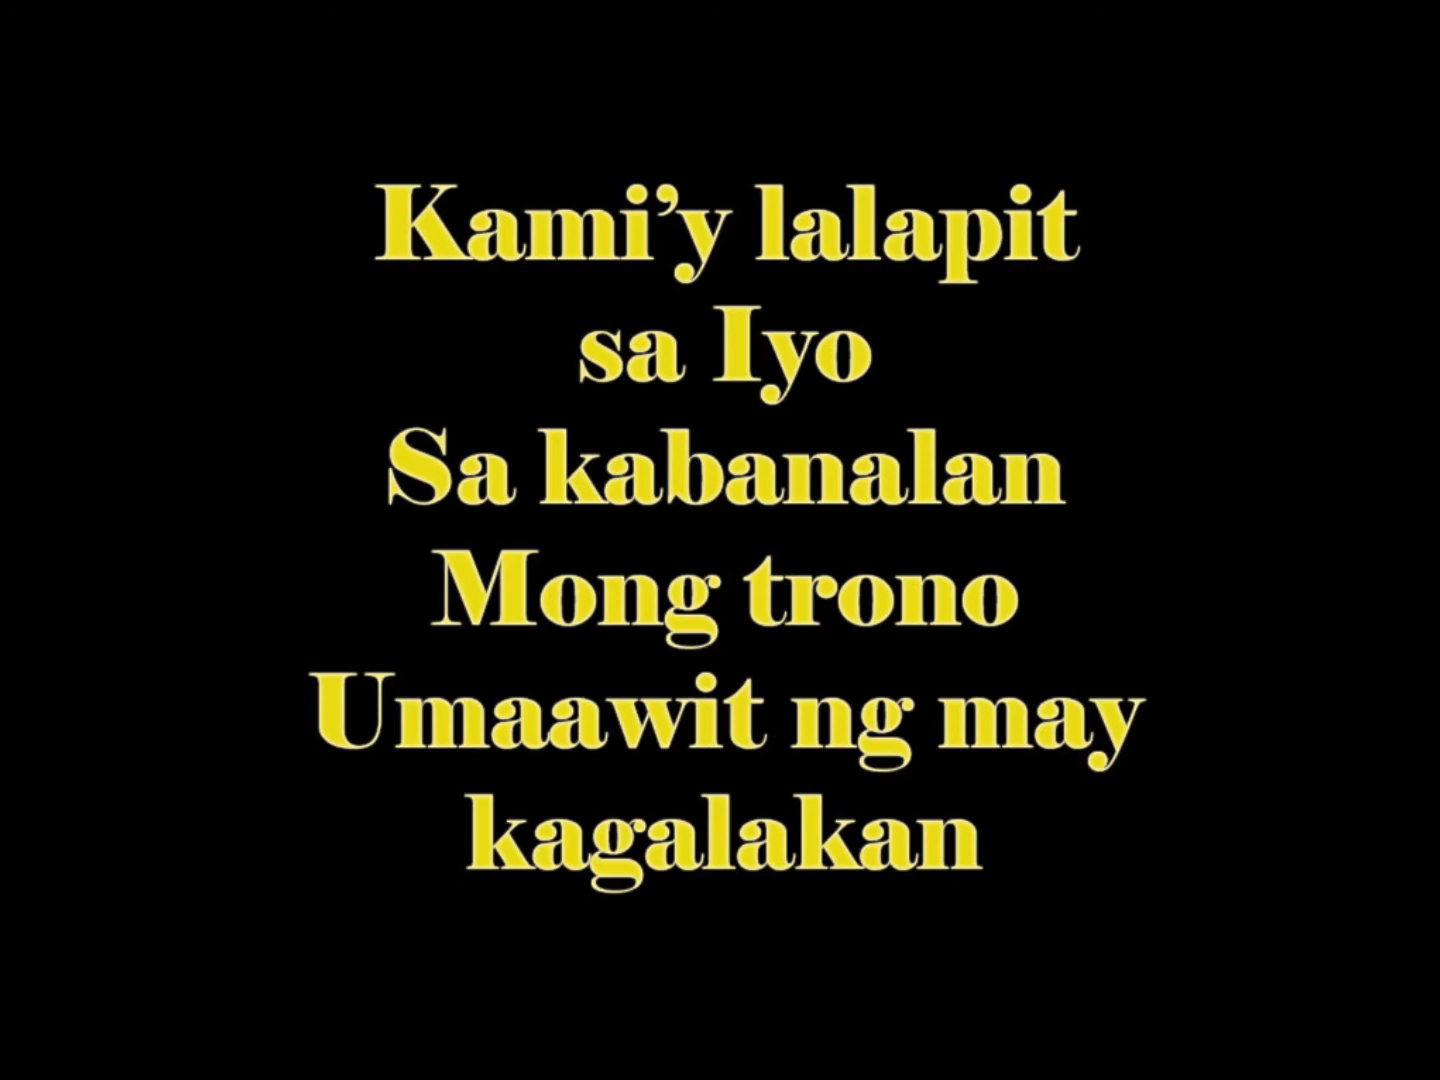 Kami’y lalapit
sa Iyo
Sa kabanalan
Mong trono
Umaawit ng may
kagalakan